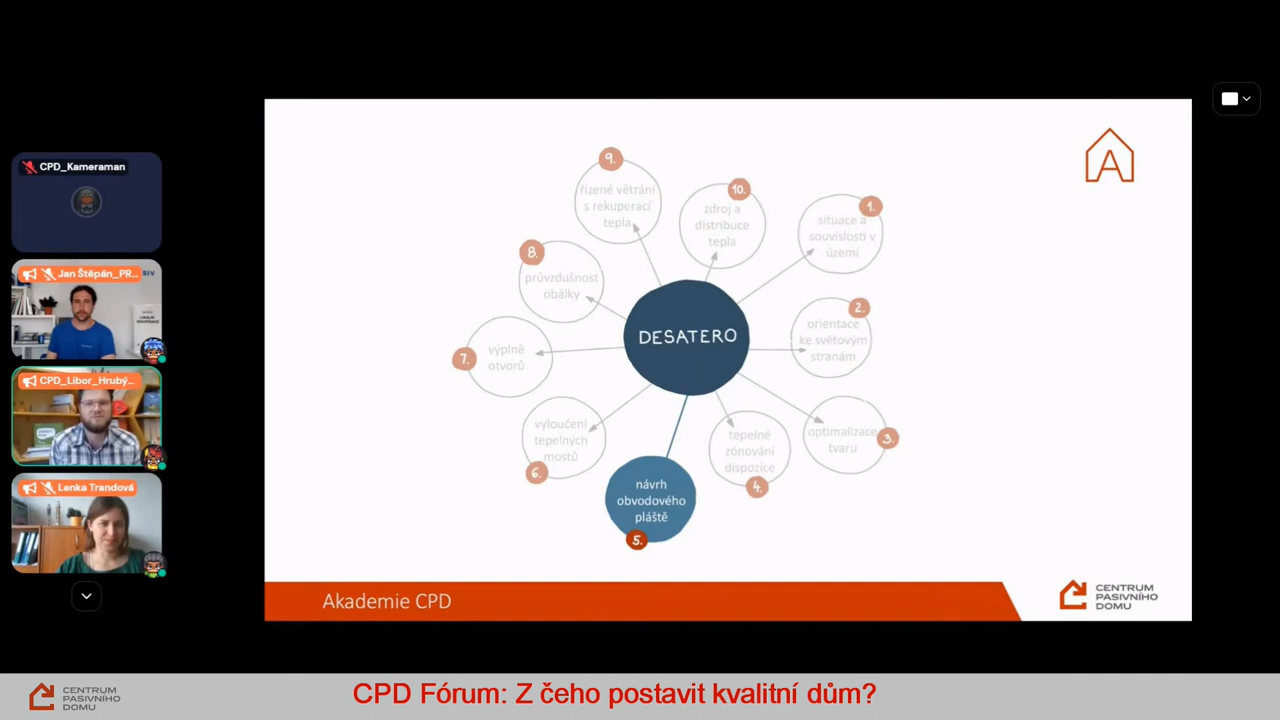 CPD_Kameraman
Jan Štěpán_PR...
SIV
CPD_Libor_Hrubý...
Lenka Trandová
9.
řízené větrání
s rekuperací
tepla
10.
zdroj a
distribuce
tepla
1.
situace a
souvislosti v
území
8.
průvzdušnost
obálky
DESATERO
2.
orientace
ke světovým
stranám
7.
výplně
otvorů
vyloučení
tepelných
mostů
6.
tepelné
zónování
dispozice
4.
optimalizace
tvaru
3.
návrh
obvodového
pláště
5.
A
Akademie CPD
CENTRUM
PASIVNÍHO
DOMU
CENTRUM
PASIVNÍHO
DOMU
CPD Fórum: Z čeho postavit kvalitní dům?